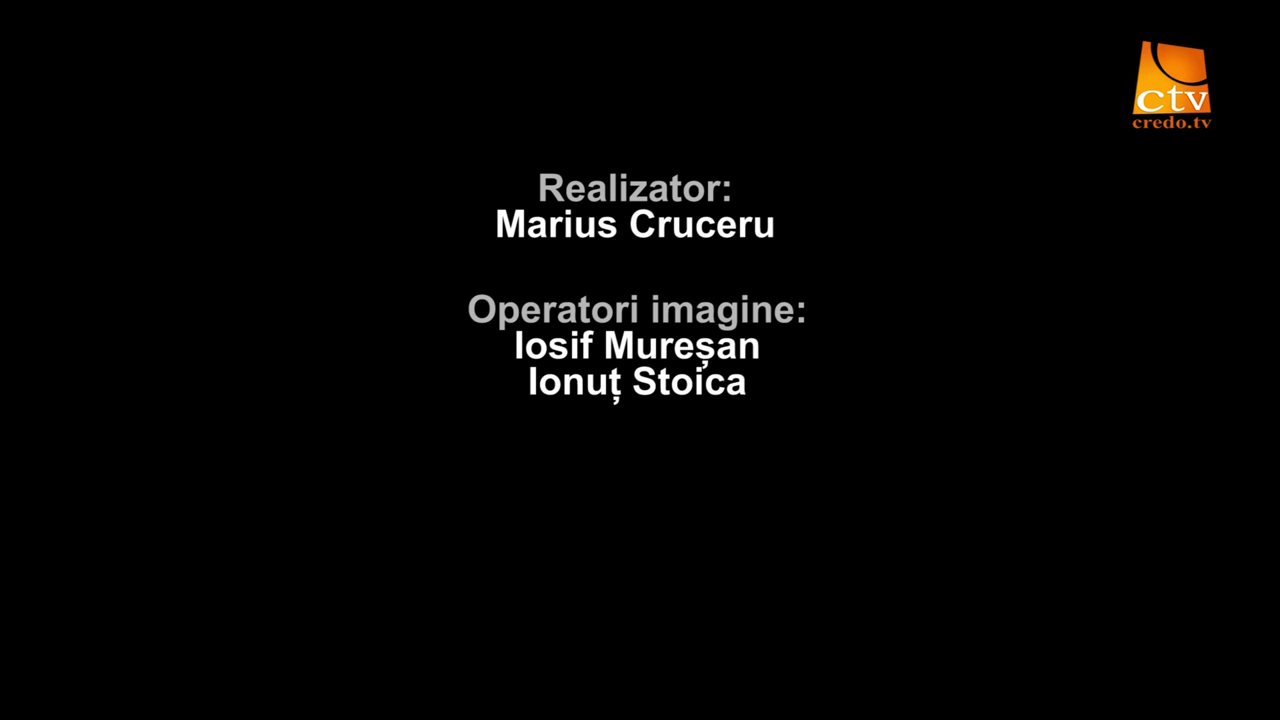 ctv
credo.tv
Realizator:
Marius Cruceru
Operatori imagine:
Iosif Mureșan
Ionuț Stoica